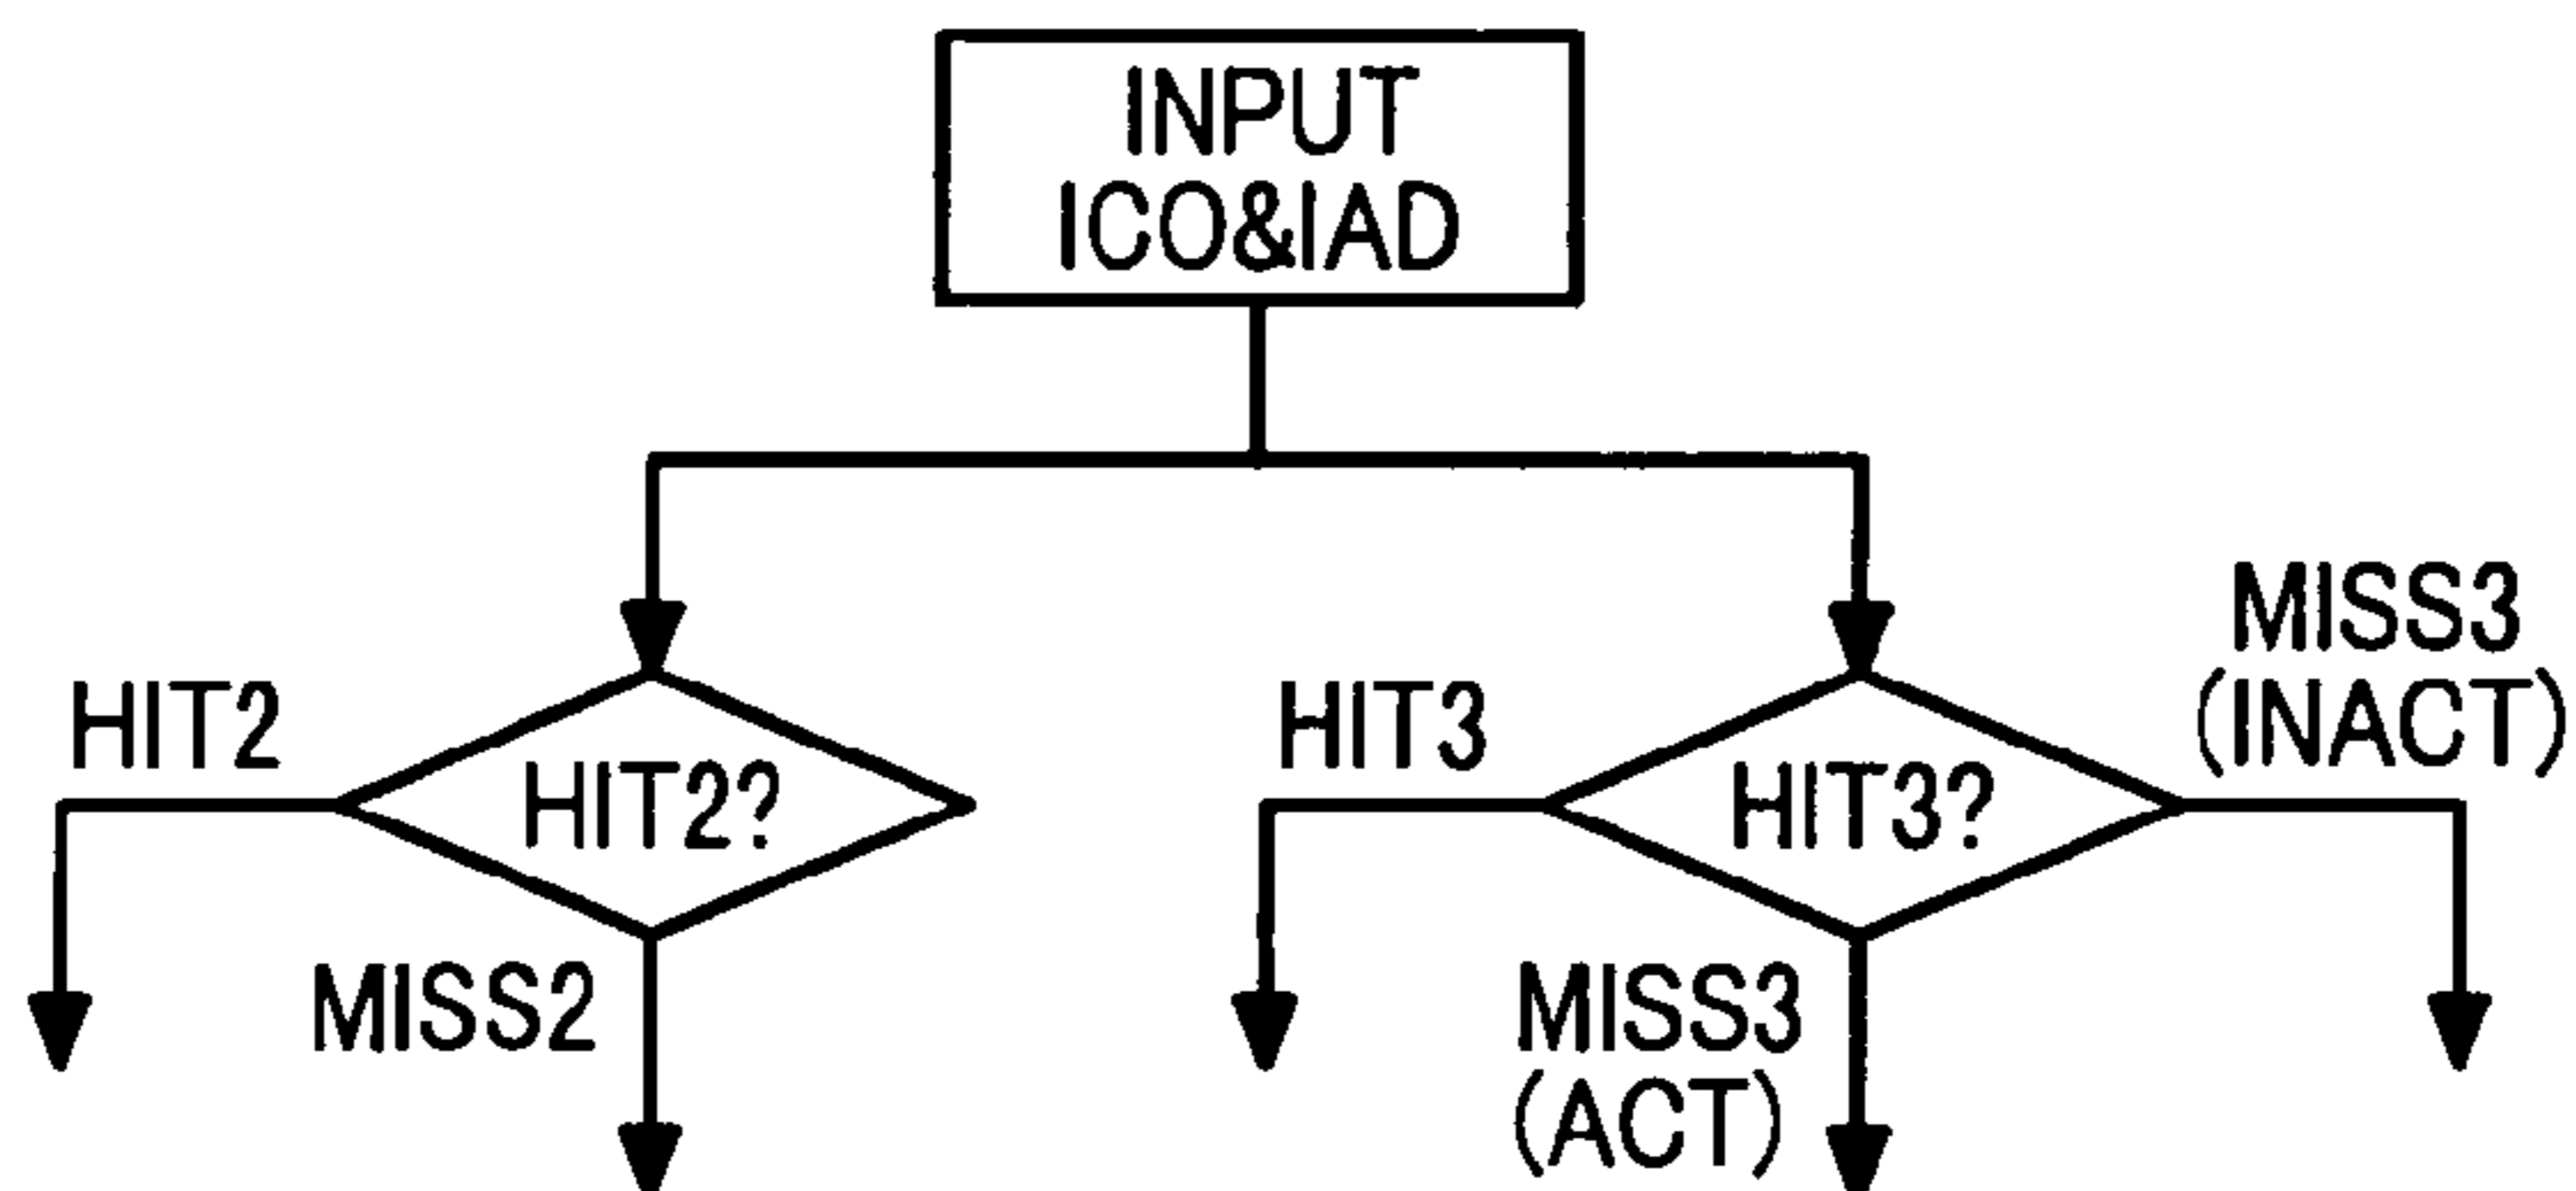 INPUT
ICO&IAD
HIT2
HIT2?
MISS2
HIT3
HIT3?
MISS3
(INACT)
MISS3
(ACT)